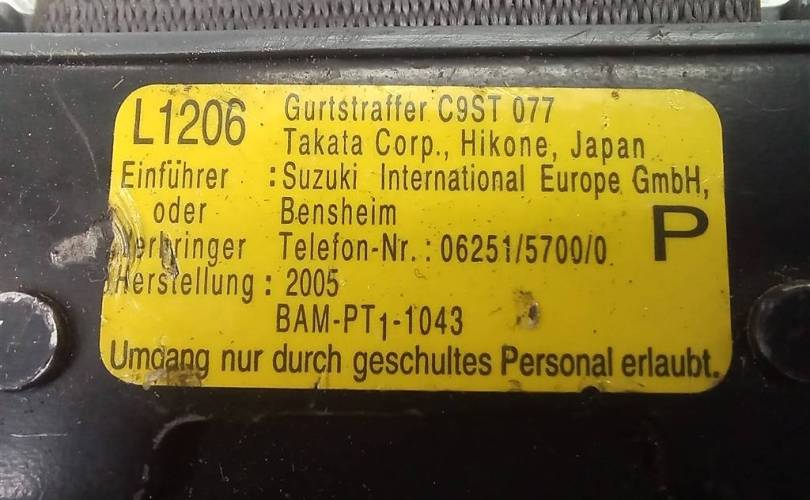 L1206 Gurtstraffer C9ST 077
Takata Corp., Hikone, Japan
Einführer : Suzuki International Europe GmbH,
oder Bensheim P
Telefon-Nr. : 06251/5700/0
Herstellung : 2005
BAM-PT1-1043
Umgang nur durch geschultes Personal erlaubt.